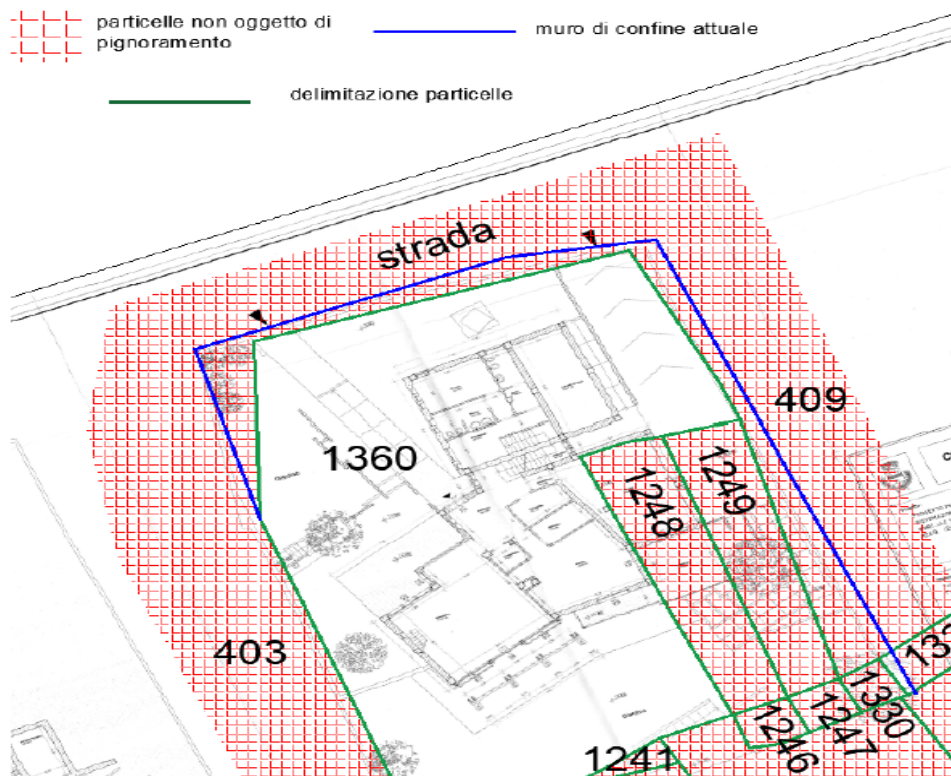 particelle non oggetto di
pignoramento
muro di confine attuale
delimitazione particelle
strada
409
1360
1249
1248
403
1330
1247
1246
1241